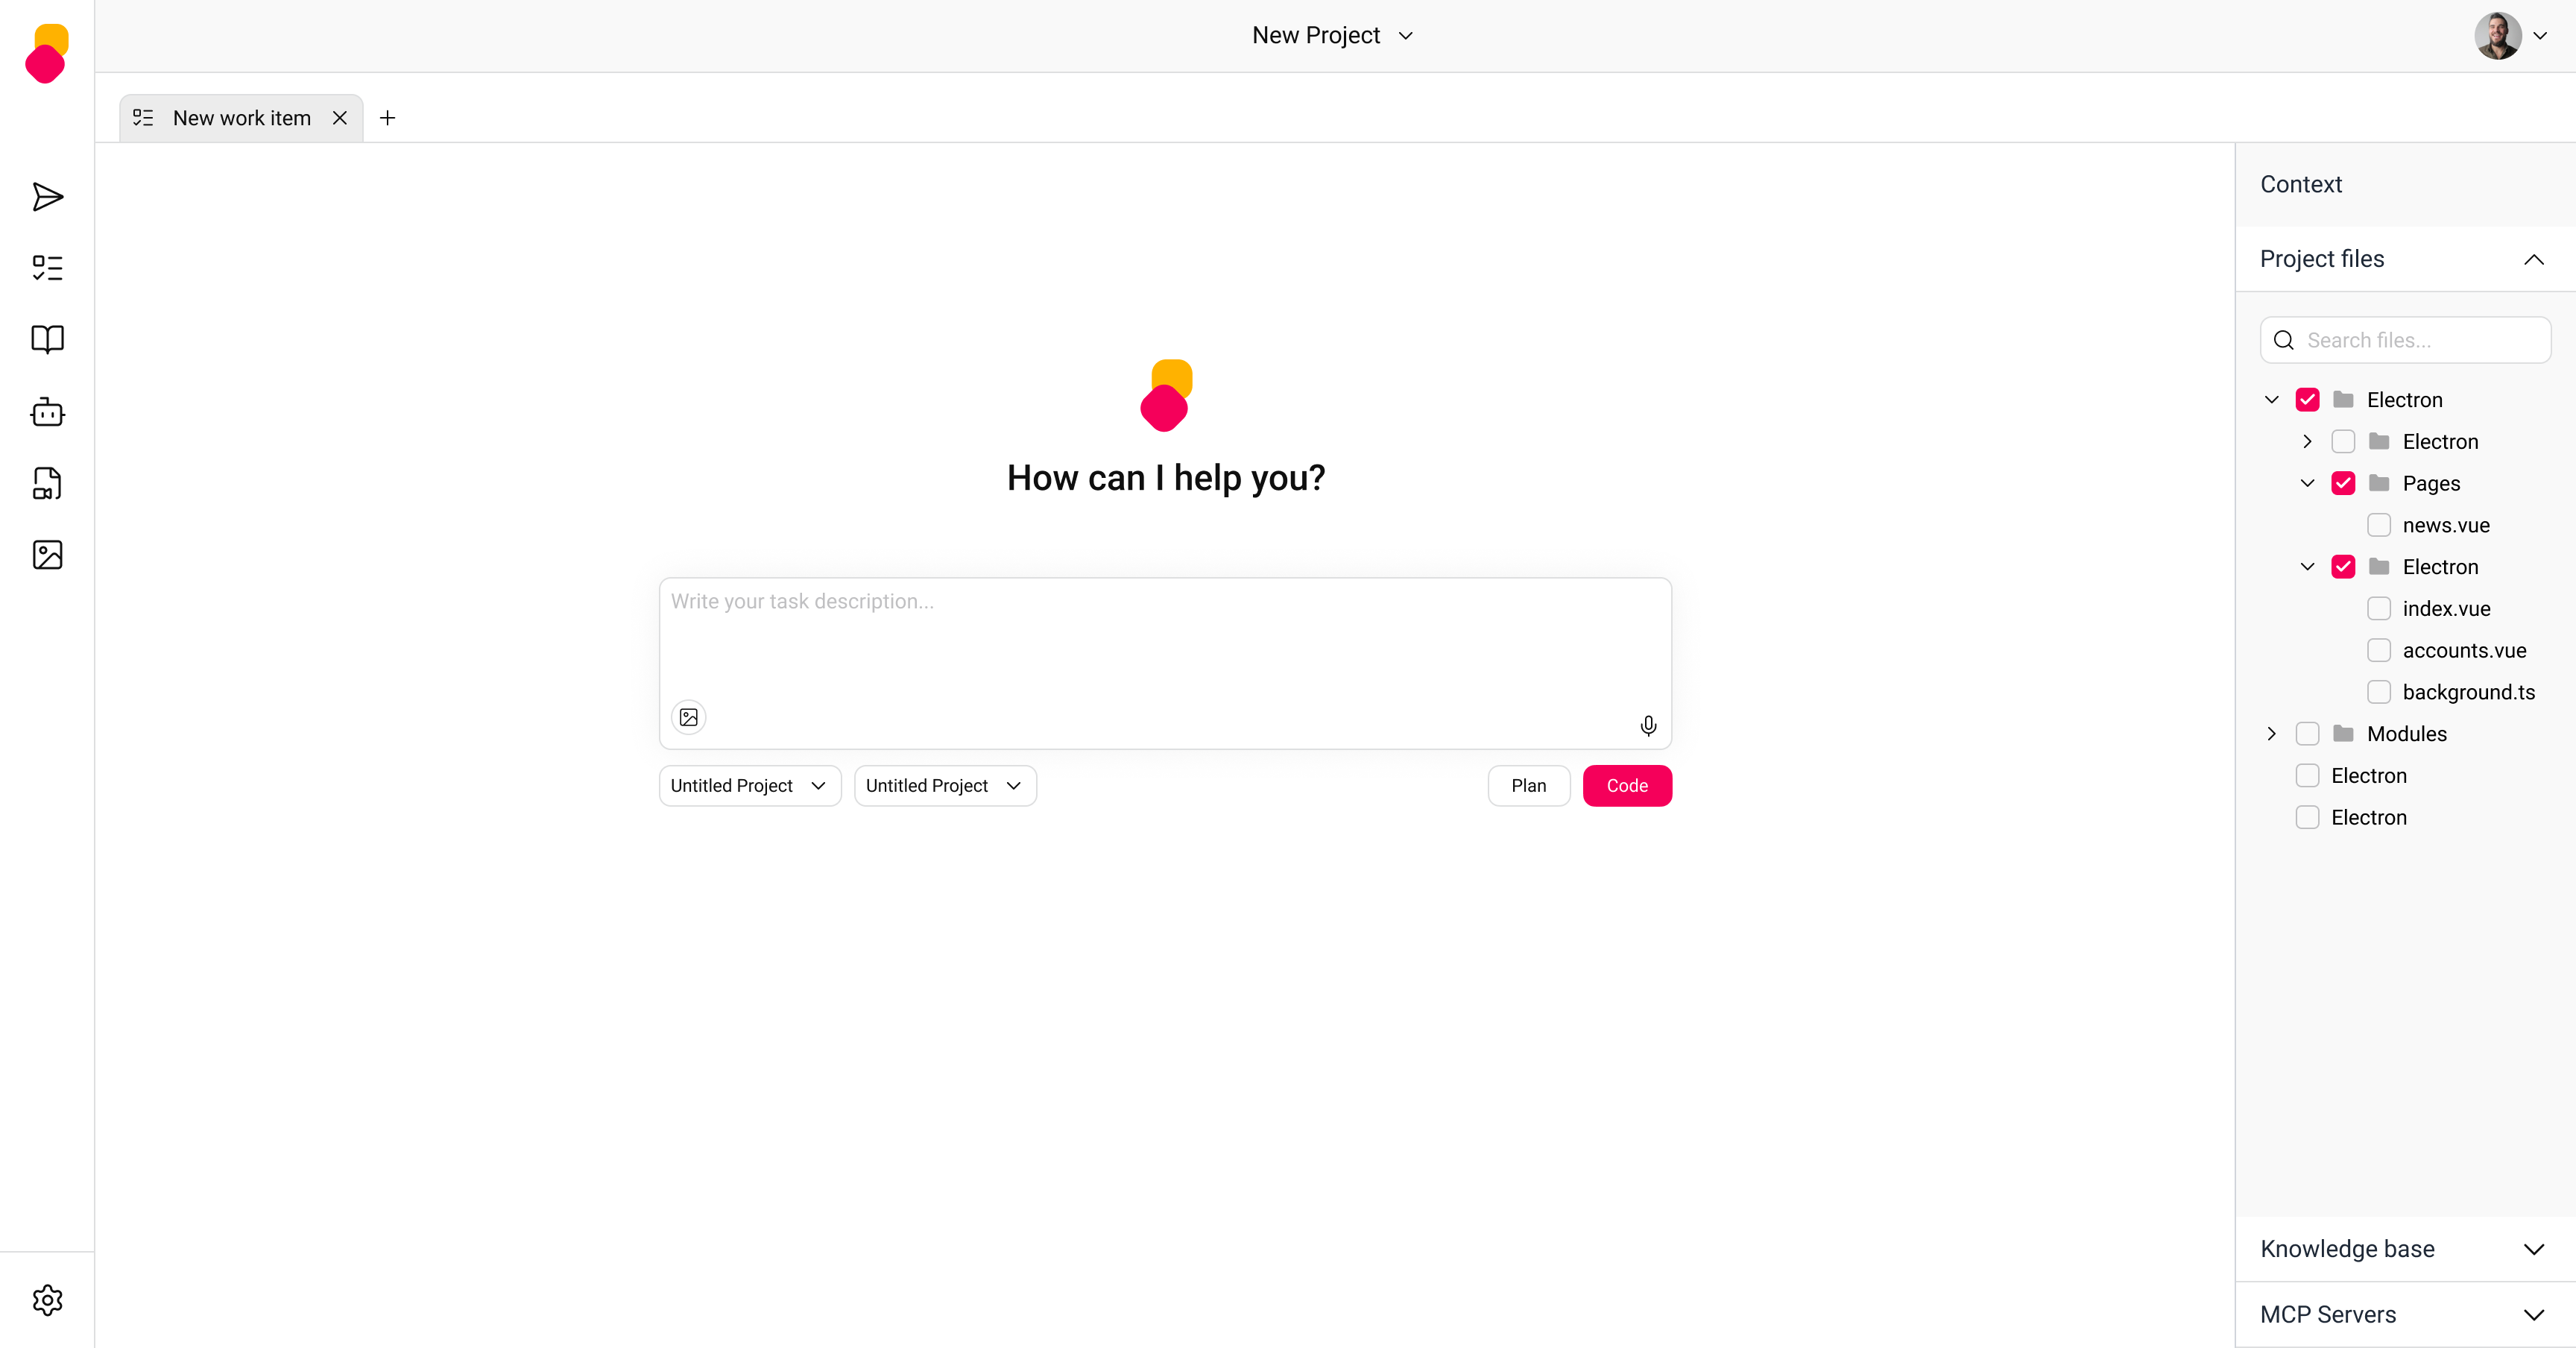 New Project
New work item
How can I help you?
Write your task description...
Untitled Project
Untitled Project
Plan
Code
Context
Project files
Search files...
Electron
Electron
Pages
news.vue
Electron
index.vue
accounts.vue
background.ts
Modules
Electron
Electron
Knowledge base
MCP Servers